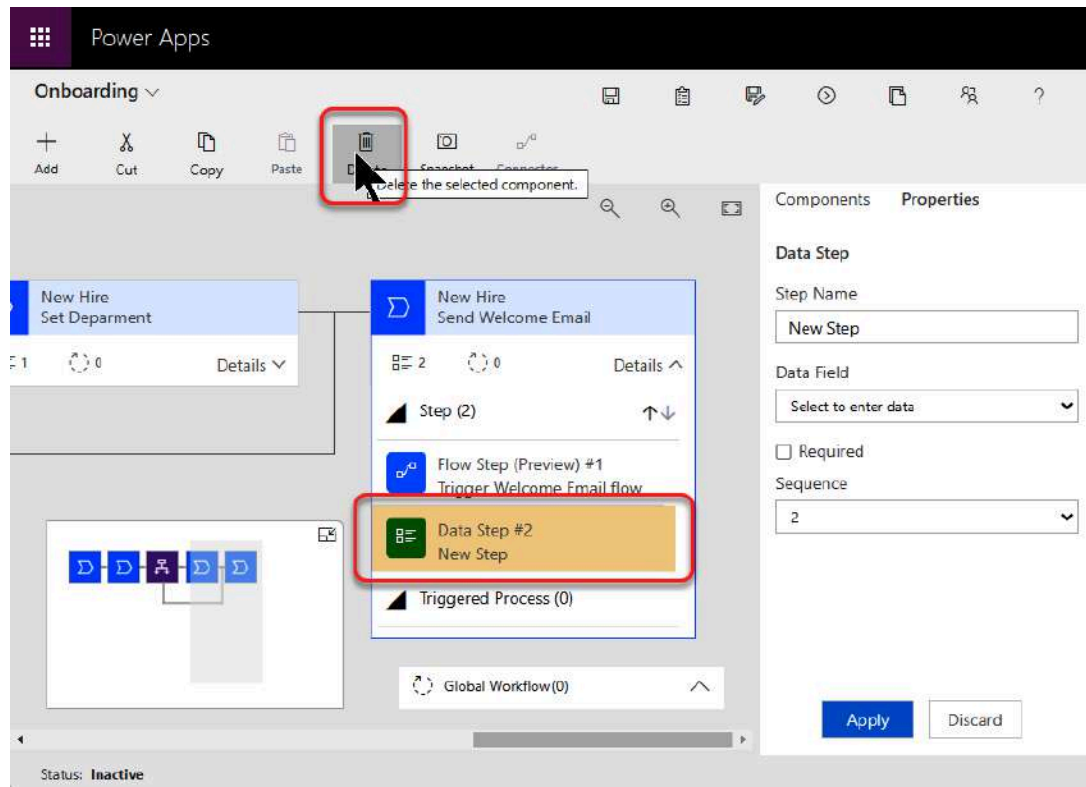 Power Apps
Onboarding
?
Add
Cut
Copy
Paste
Snapshot
Connector
Delete the selected component.
Components Properties
Data Step
Step Name
New Step
Data Field
Select to enter data
Required
Sequence
2
New Hire
Set Deparment
1 0 Details
New Hire
Send Welcome Email
2 0 Details
Step (2)
Flow Step (Preview) #1
Trigger Welcome Email flow
Data Step #2
New Step
Triggered Process (0)
Global Workflow(0)
Apply Discard
Status: Inactive